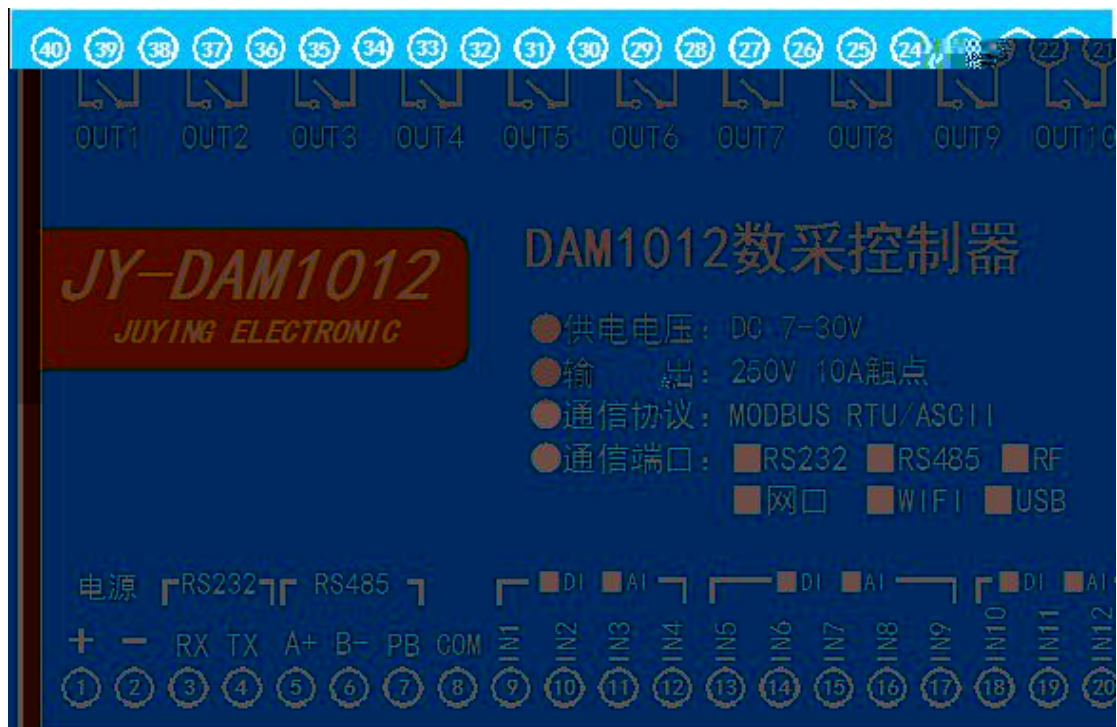 40 39 38 37 36 35 34 33 32 31 30 29 28 27 26 25 24 22 21
OUT1 OUT2 OUT3 OUT4 OUT5 OUT6 OUT7 OUT8 OUT9 OUT10
JY-DAM1012
JUYING ELECTRONIC
DAM1012数采控制器
供电电压: DC 7-30V
输 出: 250V 10A触点
通信协议: MODBUS RTU/ASCII
通信端口: RS232 RS485 RF
网口 WIFI USB
电源 RS232 RS485 DI AI DI AI DI AI
+ − RX TX A+ B- PB COM IN1 IN2 IN3 IN4 IN5 IN6 IN7 IN8 IN9 IN10 IN11 IN12
1 2 3 4 5 6 7 8 9 10 11 12 13 14 15 16 17 18 19 20